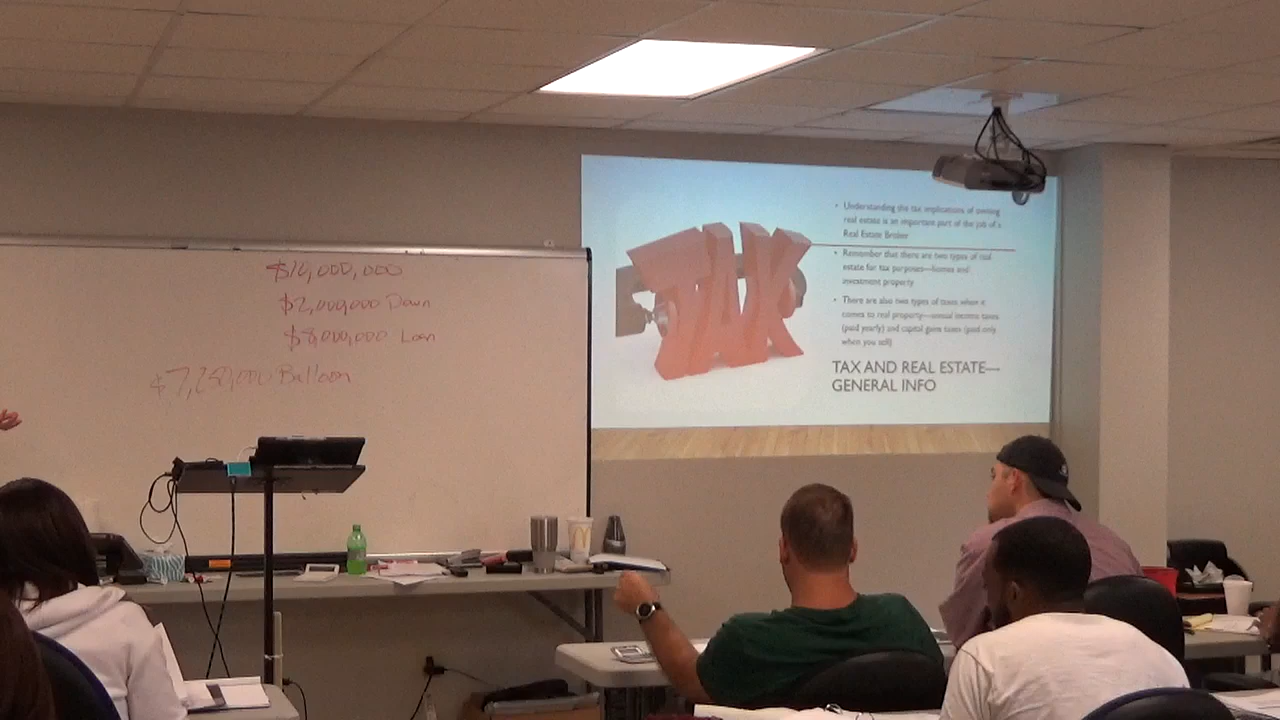 $10,000,000
$2,000,000 Down
$8,000,000 Loan
$7,250,000 Balloon
TAX
• Understanding the tax implications of owning
real estate is an important part of the job of a
Real Estate Broker
• Remember that there are two types of real
estate for tax purposes—homes and
investment property
• There are also two types of taxes when it
comes to real property—annual income taxes
(paid yearly) and capital gains taxes (paid only
when you sell)
TAX AND REAL ESTATE—
GENERAL INFO